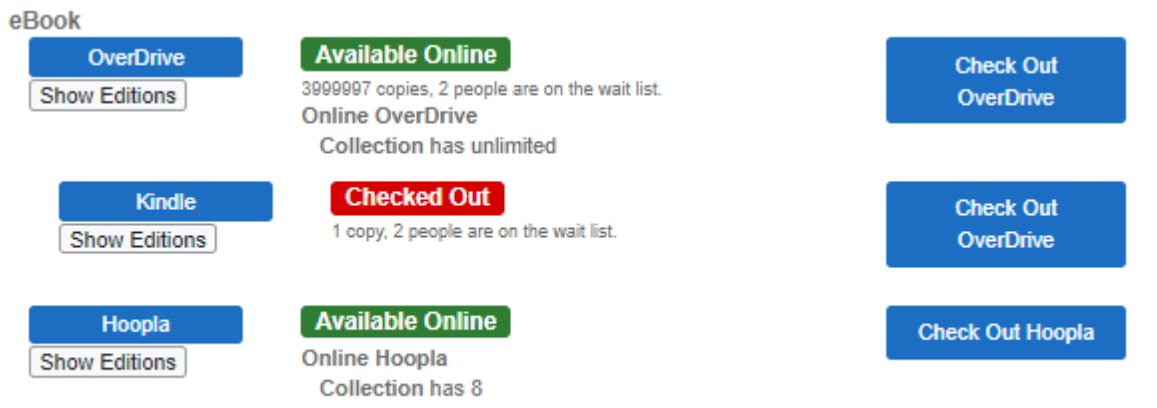 eBook
OverDrive
Available Online
Check Out
OverDrive
Show Editions
3999997 copies, 2 people are on the wait list.
Online OverDrive
Collection has unlimited
Kindle
Checked Out
Check Out
OverDrive
Show Editions
1 copy, 2 people are on the wait list.
Hoopla
Available Online
Check Out Hoopla
Show Editions
Online Hoopla
Collection has 8